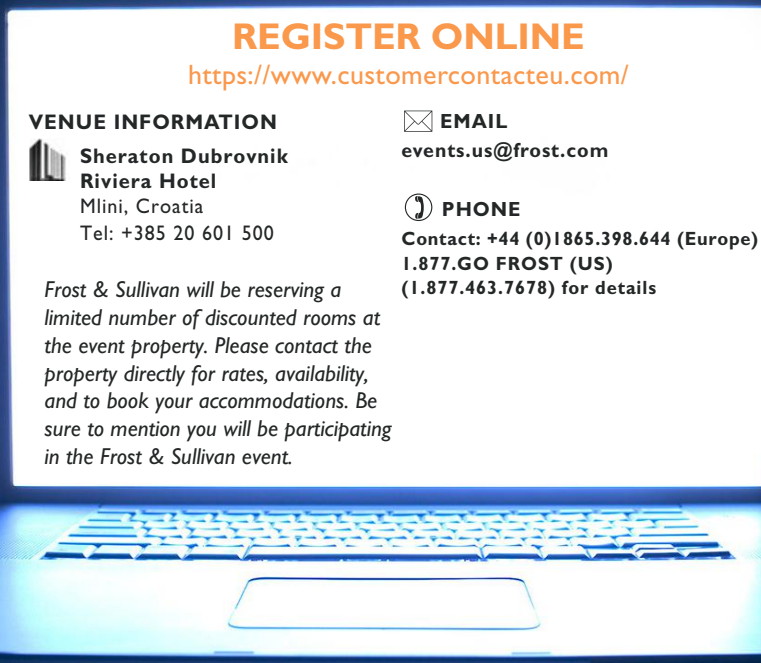 REGISTER ONLINE
https://www.customercontacteu.com/
VENUE INFORMATION
Sheraton Dubrovnik
Riviera Hotel
Mlini, Croatia
Tel: +385 20 601 500
Frost & Sullivan will be reserving a
limited number of discounted rooms at
the event property. Please contact the
property directly for rates, availability,
and to book your accommodations. Be
sure to mention you will be participating
in the Frost & Sullivan event.
EMAIL
events.us@frost.com
PHONE
Contact: +44 (0)1865.398.644 (Europe)
1.877.GO FROST (US)
(1.877.463.7678) for details